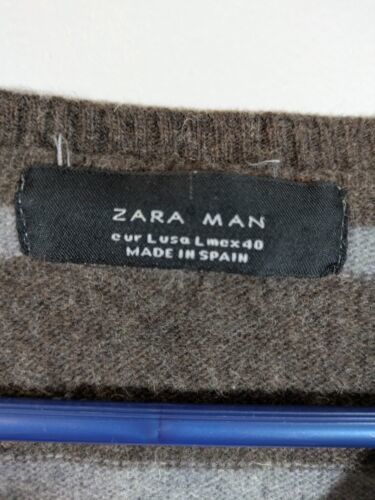 ZARA MAN
eur L usa L mex 40
MADE IN SPAIN